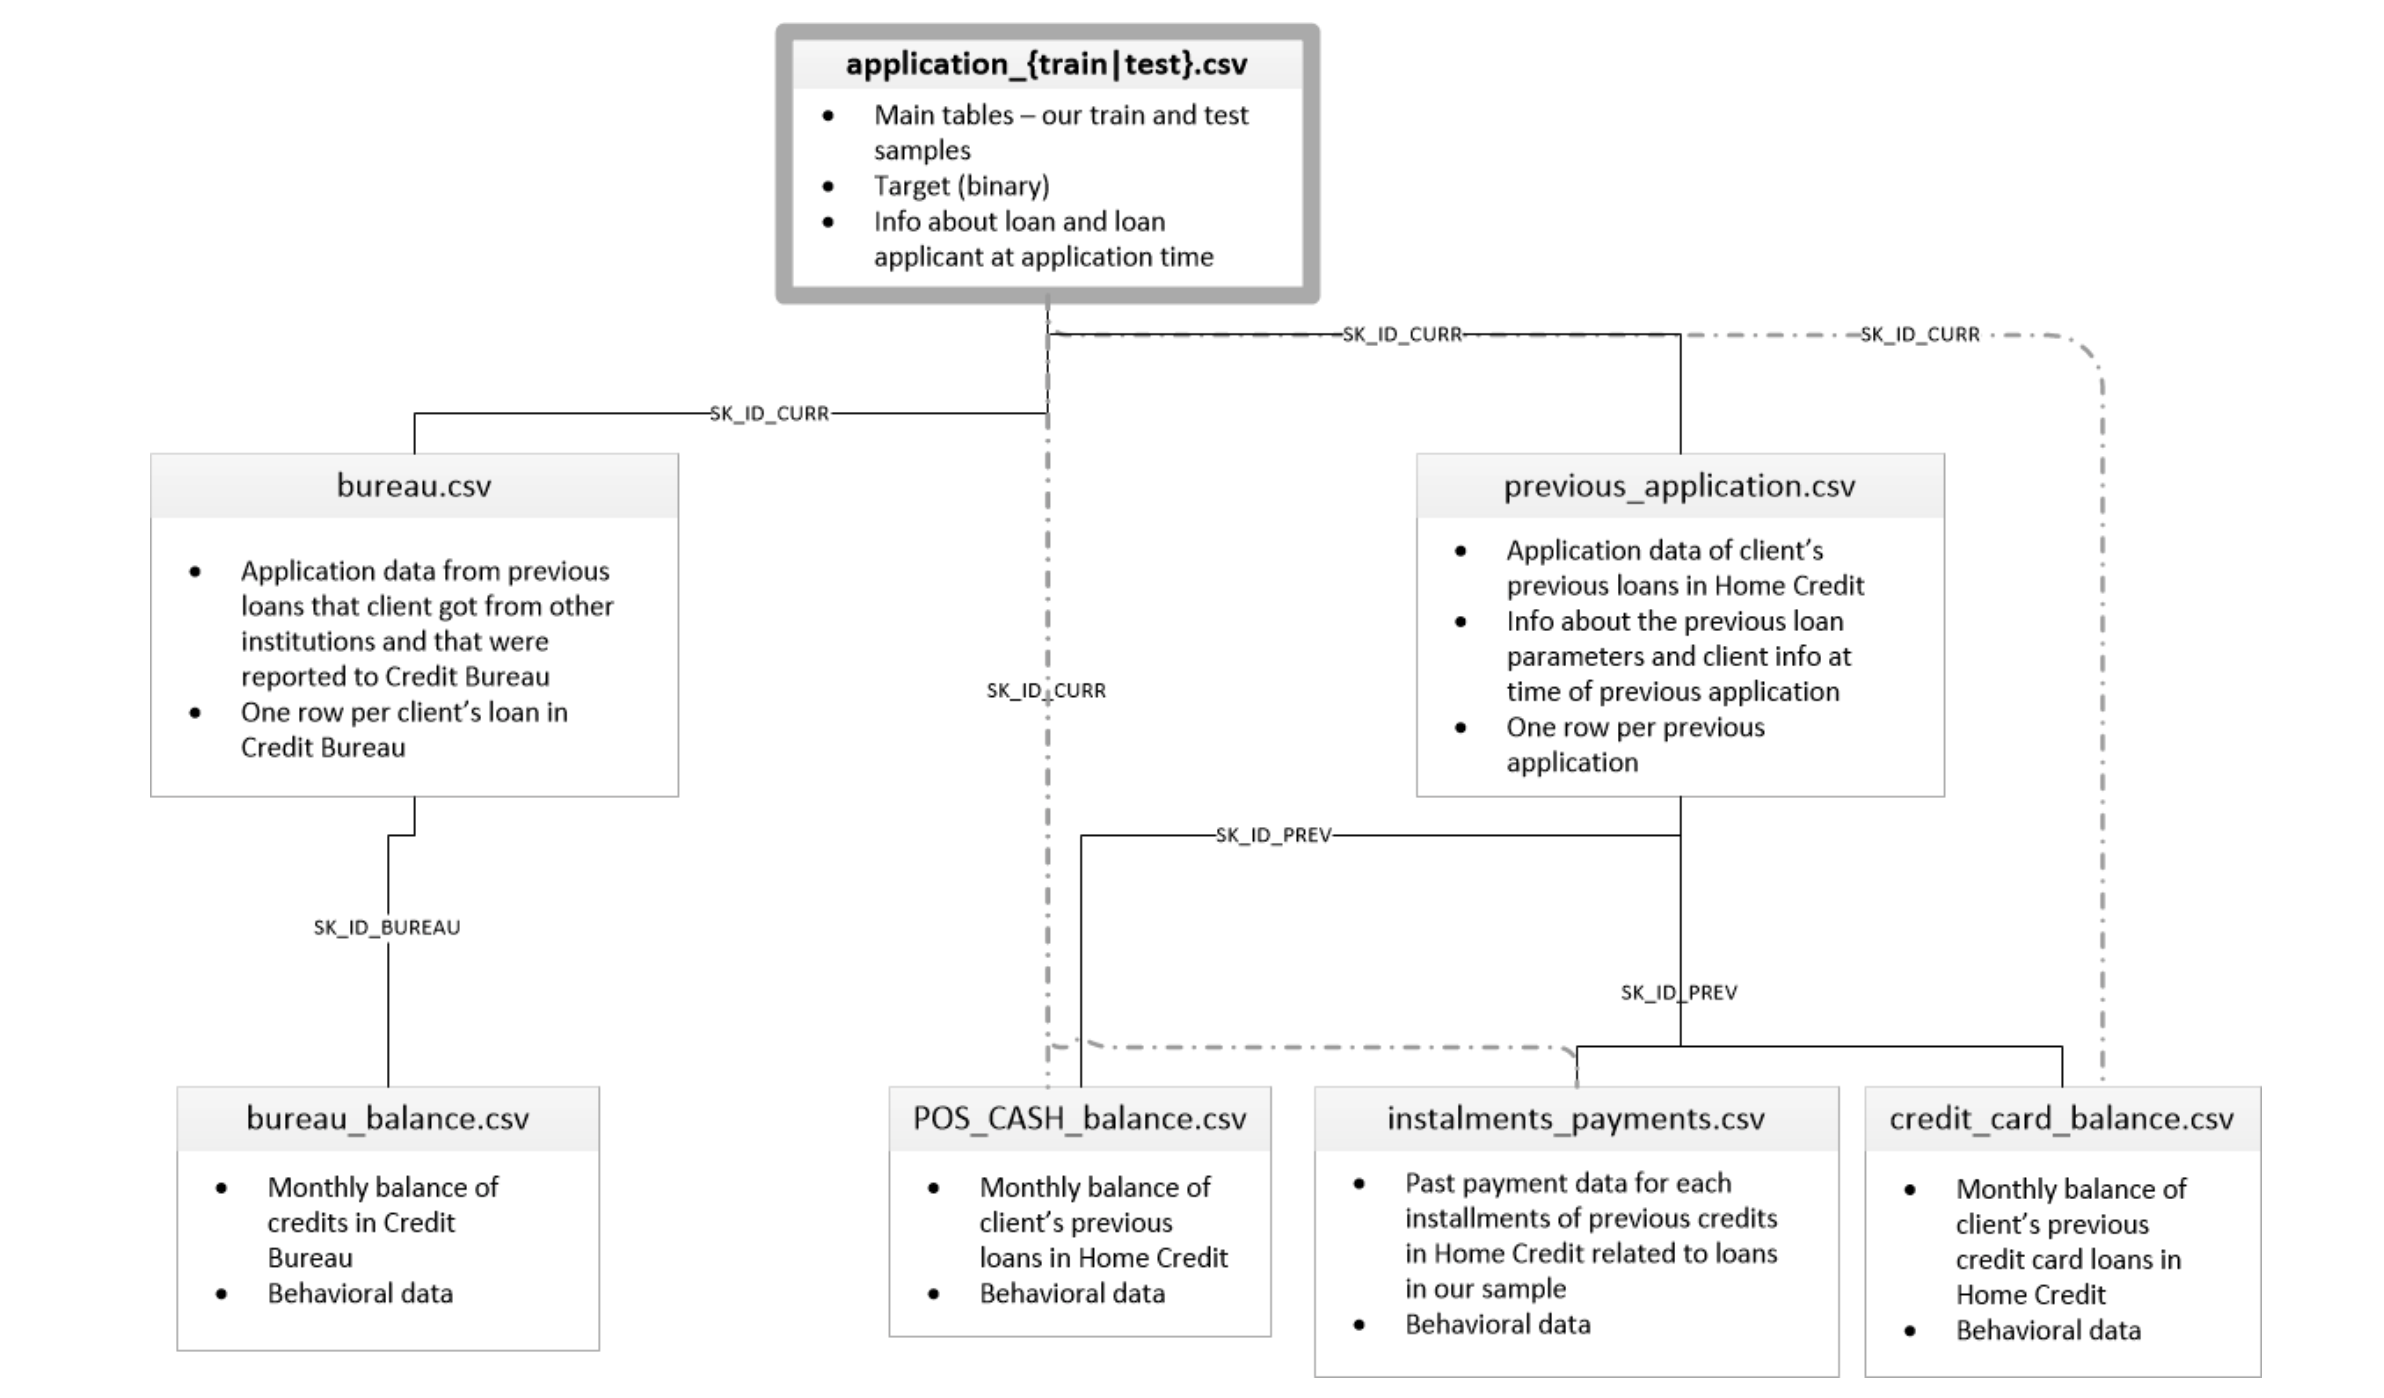 application_{train|test}.csv
• Main tables – our train and test
samples
• Target (binary)
• Info about loan and loan
applicant at application time
SK_ID_CURR
SK_ID_CURR
SK_ID_CURR
bureau.csv
• Application data from previous
loans that client got from other
institutions and that were
reported to Credit Bureau
• One row per client’s loan in
Credit Bureau
previous_application.csv
• Application data of client’s
previous loans in Home Credit
• Info about the previous loan
parameters and client info at
time of previous application
• One row per previous
application
SK_ID_CURR
SK_ID_PREV
SK_ID_BUREAU
SK_ID_PREV
bureau_balance.csv
• Monthly balance of
credits in Credit
Bureau
• Behavioral data
POS_CASH_balance.csv
• Monthly balance of
client’s previous
loans in Home Credit
• Behavioral data
instalments_payments.csv
• Past payment data for each
installments of previous credits
in Home Credit related to loans
in our sample
• Behavioral data
credit_card_balance.csv
• Monthly balance of
client’s previous
credit card loans in
Home Credit
• Behavioral data